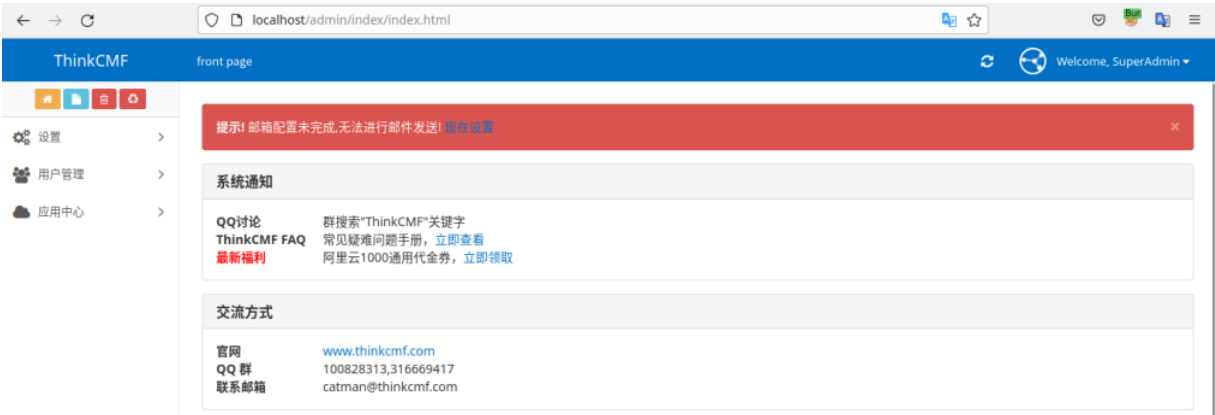 localhost/admin/index/index.html
Bur
ThinkCMF
front page
Welcome, SuperAdmin
提示! 邮箱配置未完成,无法进行邮件发送! 现在设置 ×
设置
用户管理
应用中心
系统通知
QQ讨论 群搜索"ThinkCMF"关键字
ThinkCMF FAQ 常见疑难问题手册，立即查看
最新福利 阿里云1000通用代金券，立即领取
交流方式
官网 www.thinkcmf.com
QQ 群 100828313,316669417
联系邮箱 catman@thinkcmf.com